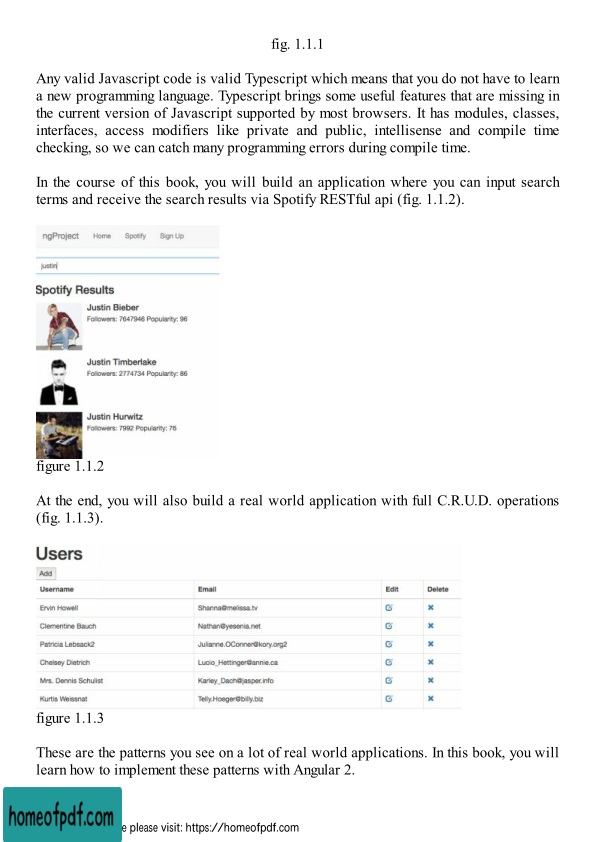 fig. 1.1.1
Any valid Javascript code is valid Typescript which means that you do not have to learn
a new programming language. Typescript brings some useful features that are missing in
the current version of Javascript supported by most browsers. It has modules, classes,
interfaces, access modifiers like private and public, intellisense and compile time
checking, so we can catch many programming errors during compile time.
In the course of this book, you will build an application where you can input search
terms and receive the search results via Spotify RESTful api (fig. 1.1.2).
ngProject Home Spotify Sign Up
justin
Spotify Results
Justin Bieber
Followers: 7647946 Popularity: 96
Justin Timberlake
Followers: 2774734 Popularity: 86
Justin Hurwitz
Followers: 7992 Popularity: 76
figure 1.1.2
At the end, you will also build a real world application with full C.R.U.D. operations
(fig. 1.1.3).
Users
Add
Username Email Edit Delete
Ervin Howell Shanna@melissa.tv
Clementine Bauch Nathan@yesenia.net
Patricia Lebsack2 Julianne.OConner@kory.org2
Chelsey Dietrich Lucio_Hettinger@annie.ca
Mrs. Dennis Schulist Karley_Dach@jasper.info
Kurtis Weissnat Telly.Hoeger@billy.biz
figure 1.1.3
These are the patterns you see on a lot of real world applications. In this book, you will
learn how to implement these patterns with Angular 2.
homeofpdf.com
e please visit: https://homeofpdf.com